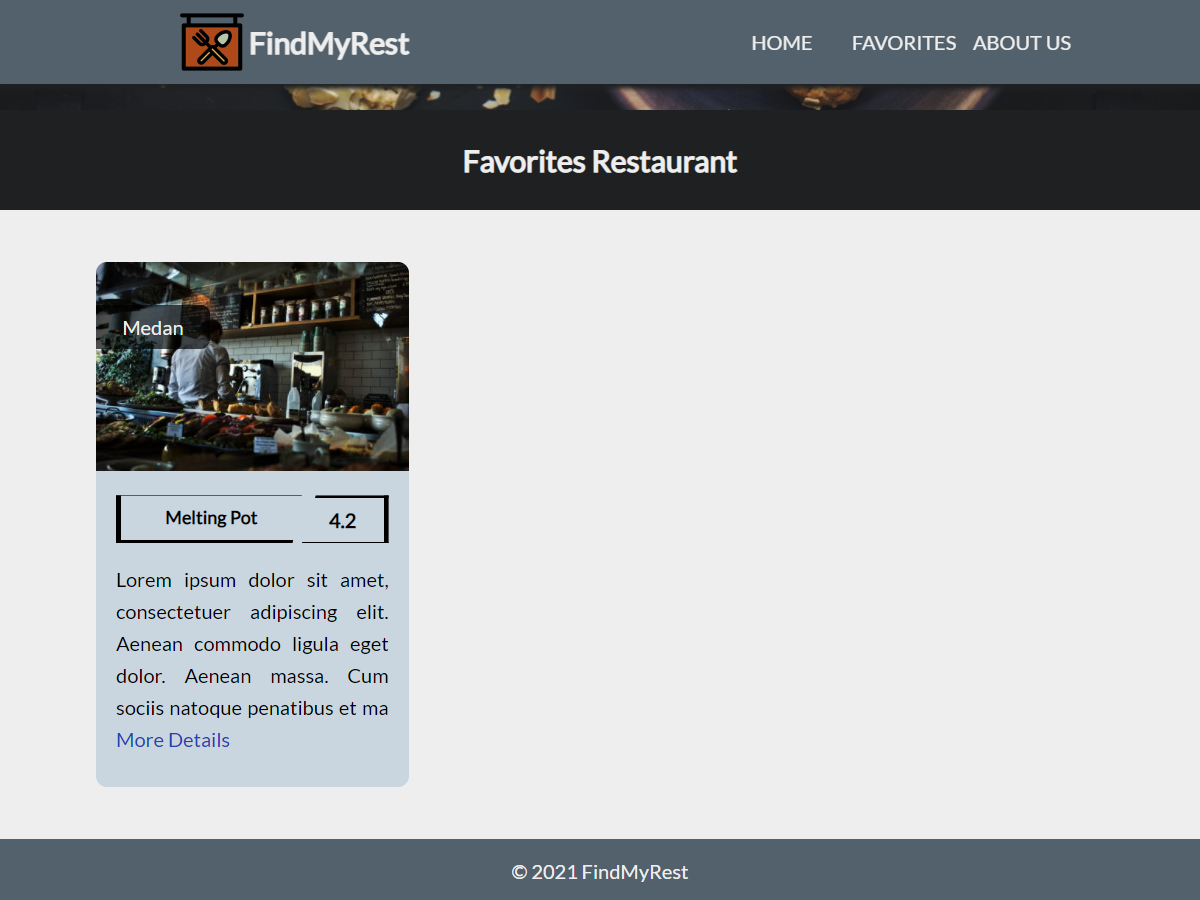 FindMyRest
HOME FAVORITES ABOUT US
Favorites Restaurant
Medan
Melting Pot
4.2
Lorem ipsum dolor sit amet,
consectetuer adipiscing elit.
Aenean commodo ligula eget
dolor. Aenean massa. Cum
sociis natoque penatibus et ma
More Details
© 2021 FindMyRest